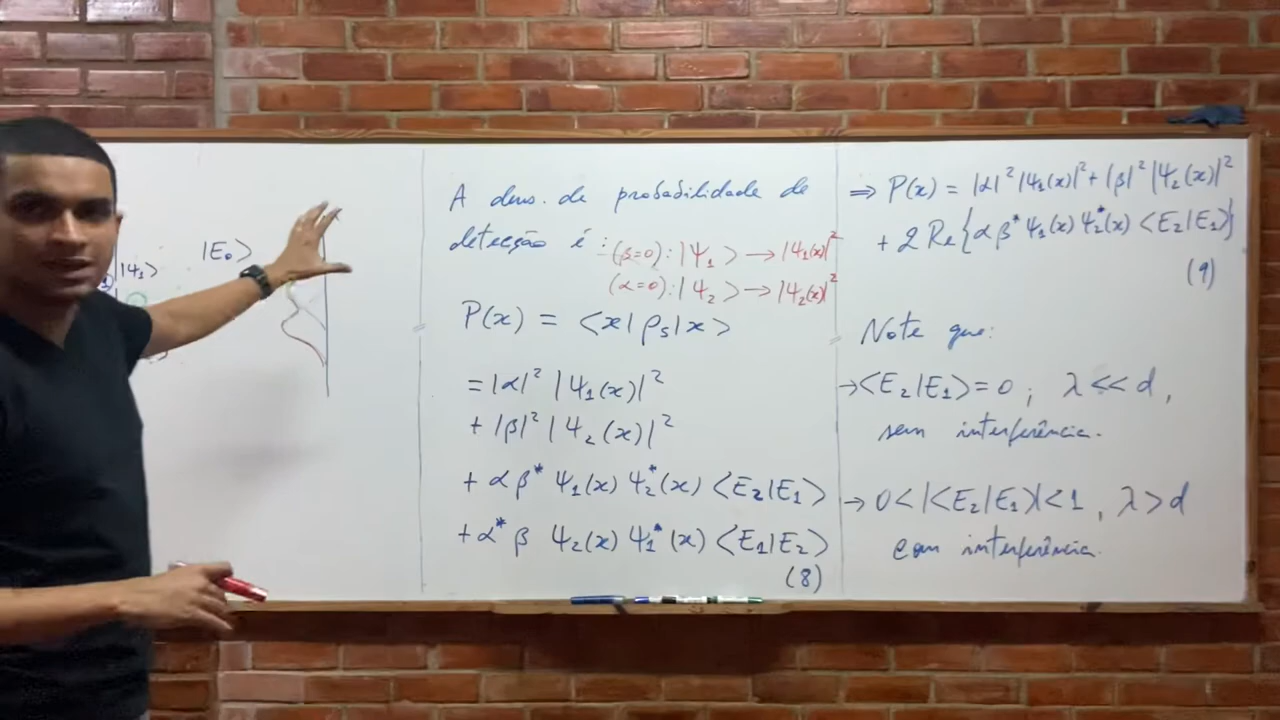 |ψ₁⟩
|E₀⟩
1
A dens. de probabilidade de
detecção é:
(β=0): |ψ₁⟩ → |ψ₁(x)|²
(α=0): |ψ₂⟩ → |ψ₂(x)|²
P(x) = ⟨x|ρ_S|x⟩
= |α|² |ψ₁(x)|²
+ |β|² |ψ₂(x)|²
+ α β* ψ₁(x) ψ₂*(x) ⟨E₂|E₁⟩
+ α* β ψ₂(x) ψ₁*(x) ⟨E₁|E₂⟩
(8)
⇒ P(x) = |α|² |ψ₁(x)|² + |β|² |ψ₂(x)|²
+ 2 Re{α β* ψ₁(x) ψ₂*(x) ⟨E₂|E₁⟩}
(9)
Note que:
→ ⟨E₂|E₁⟩ = 0 ; λ << d,
sem interferência.
→ 0 < |⟨E₂|E₁⟩| < 1, λ > d
com interferência.